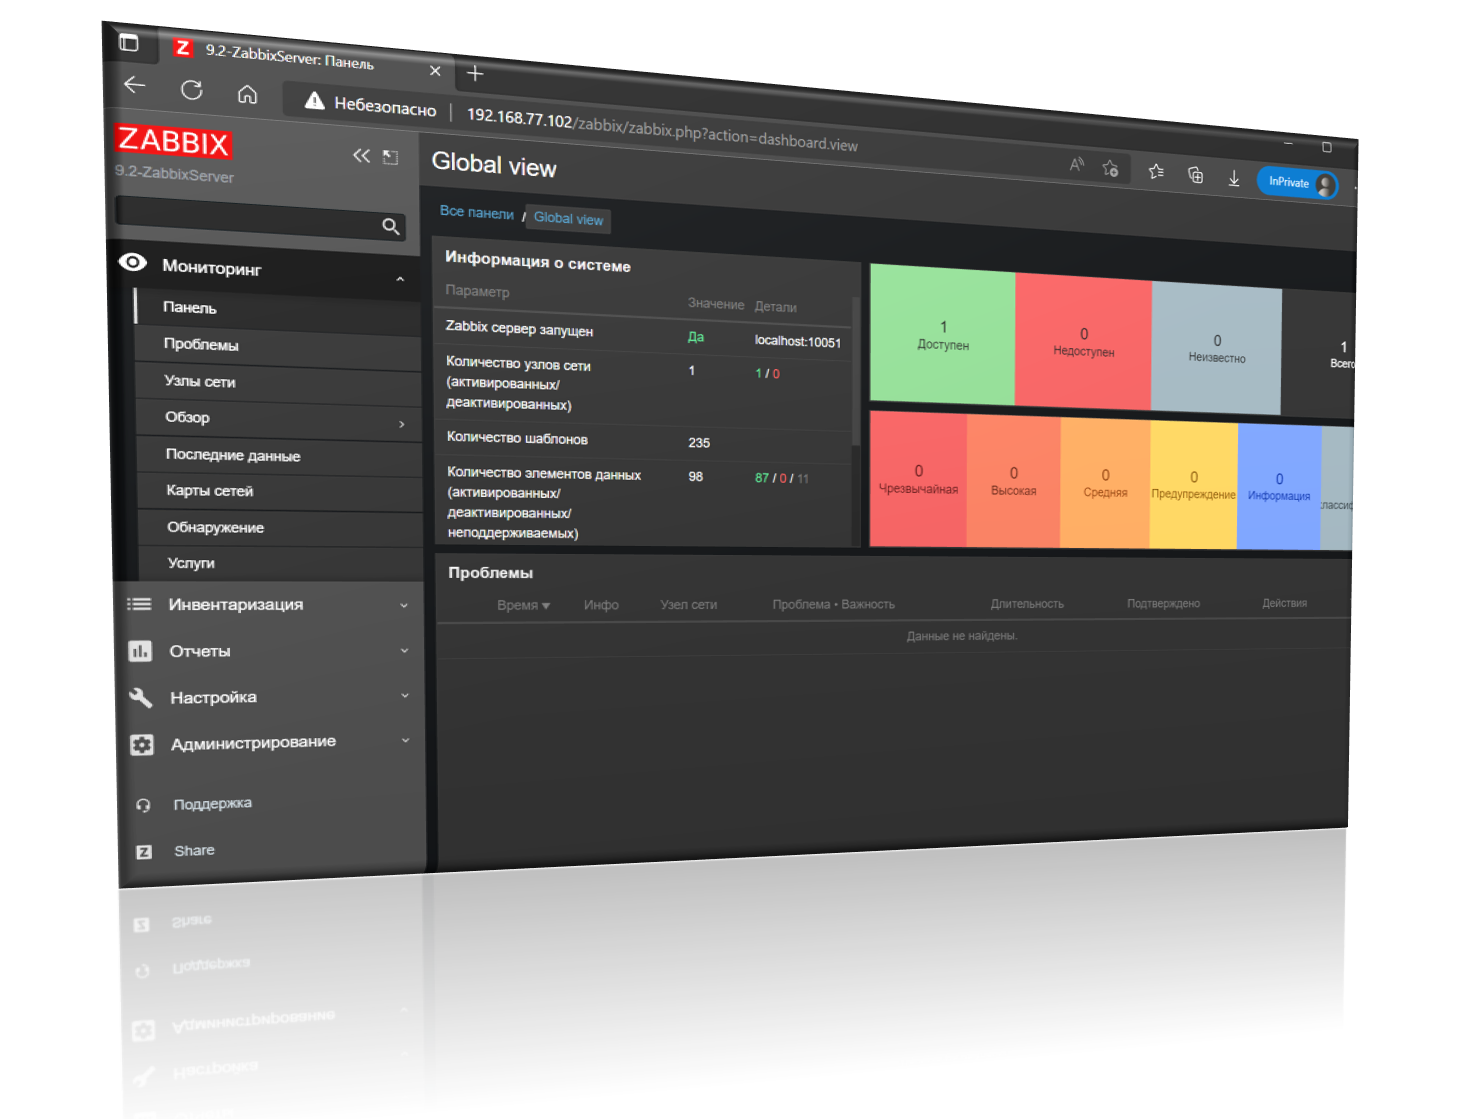 9.2-ZabbixServer: Панель
Небезопасно 192.168.77.102/zabbix/zabbix.php?action=dashboard.view
InPrivate
ZABBIX
9.2-ZabbixServer
Мониторинг
Панель
Проблемы
Узлы сети
Обзор
Последние данные
Карты сетей
Обнаружение
Услуги
Инвентаризация
Отчеты
Настройка
Администрирование
Поддержка
Share
Global view
Все панели / Global view
Информация о системе
Параметр Значение Детали
Zabbix сервер запущен Да localhost:10051
Количество узлов сети 1 1 / 0
(активированных/
деактивированных)
Количество шаблонов 235
Количество элементов данных 98 87 / 0 / 11
(активированных/
деактивированных/
неподдерживаемых)
1
Доступен
0
Недоступен
0
Неизвестно
1
Всего
0
Чрезвычайная
0
Высокая
0
Средняя
0
Предупреждение
0
Информация
классиф
Проблемы
Время Инфо Узел сети Проблема • Важность Длительность Подтверждено Действия
Данные не найдены.